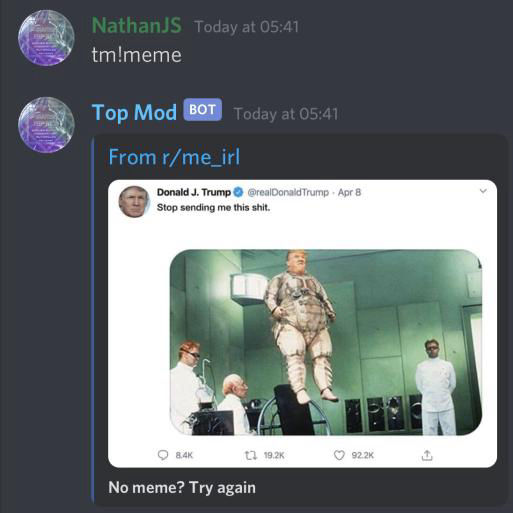 NathanJS Today at 05:41
tm!meme
Top Mod BOT Today at 05:41
From r/me_irl
Donald J. Trump @realDonaldTrump · Apr 8
Stop sending me this shit.
8.4K 19.2K 92.2K
No meme? Try again